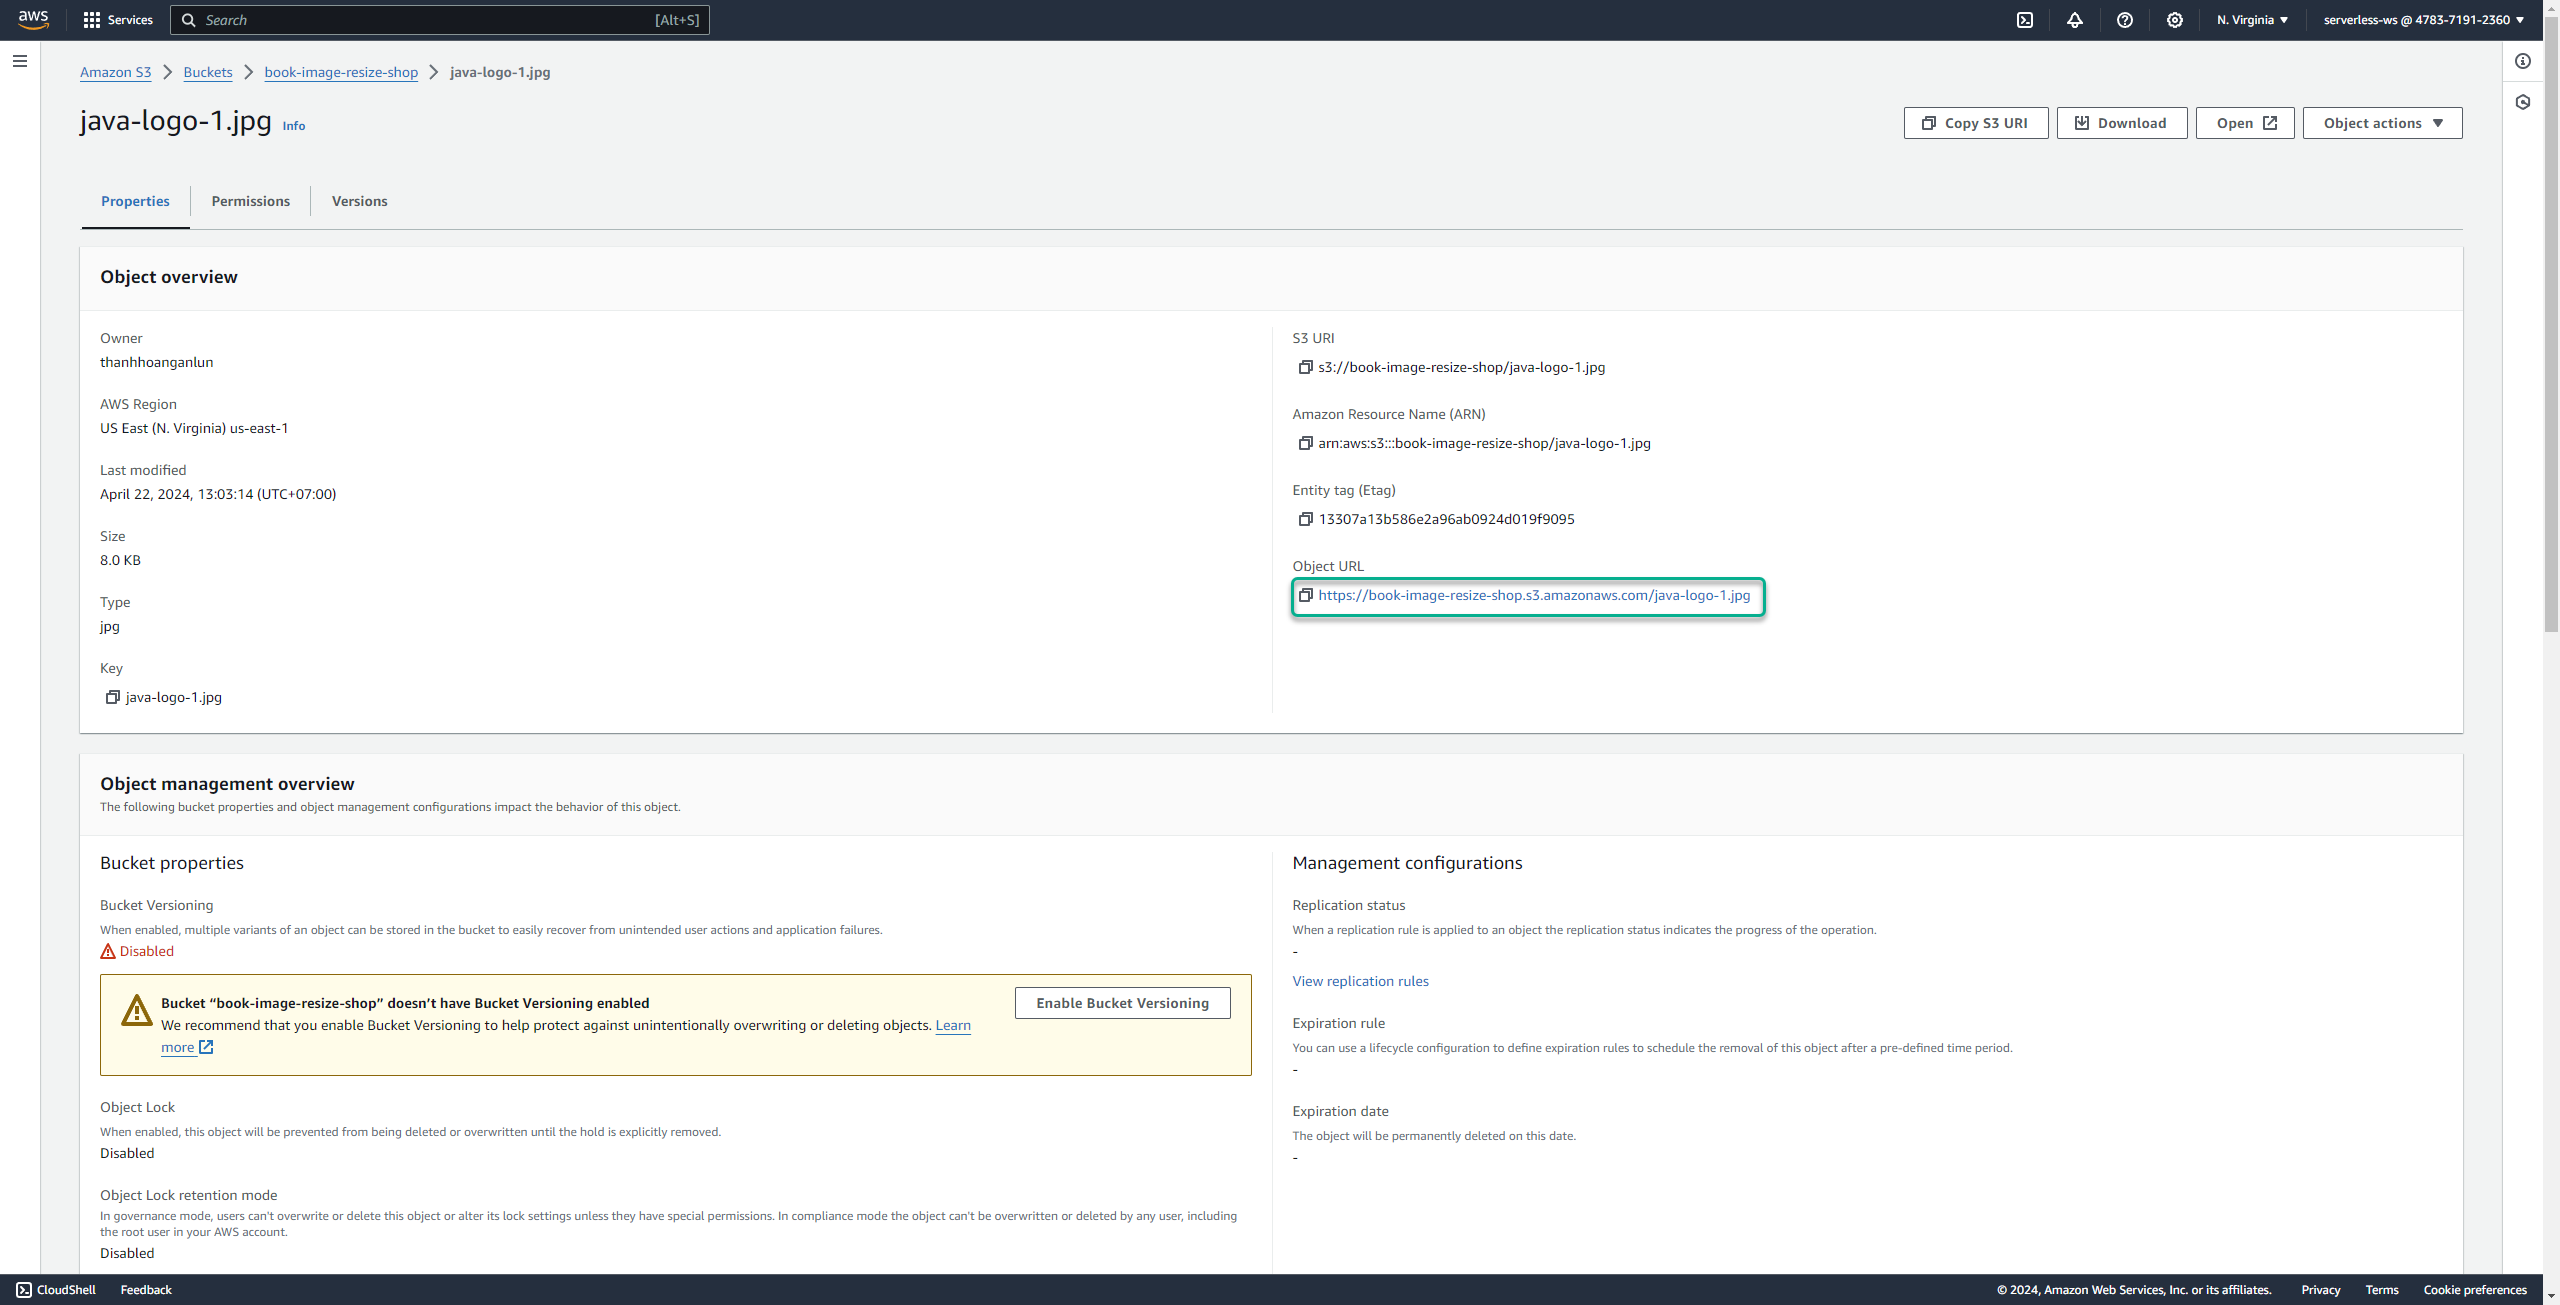 aws
Services
Search
[Alt+S]
N. Virginia
serverless-ws @ 4783-7191-2360
Amazon S3
Buckets
book-image-resize-shop
java-logo-1.jpg
java-logo-1.jpg
Info
Copy S3 URI
Download
Open
Object actions
Properties
Permissions
Versions
Object overview
Owner
thanhhoanganlun
AWS Region
US East (N. Virginia) us-east-1
Last modified
April 22, 2024, 13:03:14 (UTC+07:00)
Size
8.0 KB
Type
jpg
Key
java-logo-1.jpg
S3 URI
s3://book-image-resize-shop/java-logo-1.jpg
Amazon Resource Name (ARN)
arn:aws:s3:::book-image-resize-shop/java-logo-1.jpg
Entity tag (Etag)
13307a13b586e2a96ab0924d019f9095
Object URL
https://book-image-resize-shop.s3.amazonaws.com/java-logo-1.jpg
Object management overview
The following bucket properties and object management configurations impact the behavior of this object.
Bucket properties
Bucket Versioning
When enabled, multiple variants of an object can be stored in the bucket to easily recover from unintended user actions and application failures.
Disabled
Bucket “book-image-resize-shop” doesn’t have Bucket Versioning enabled
We recommend that you enable Bucket Versioning to help protect against unintentionally overwriting or deleting objects. Learn
more
Enable Bucket Versioning
Object Lock
When enabled, this object will be prevented from being deleted or overwritten until the hold is explicitly removed.
Disabled
Object Lock retention mode
In governance mode, users can't overwrite or delete this object or alter its lock settings unless they have special permissions. In compliance mode the object can't be overwritten or deleted by any user, including
the root user in your AWS account.
Disabled
Management configurations
Replication status
When a replication rule is applied to an object the replication status indicates the progress of the operation.
-
View replication rules
Expiration rule
You can use a lifecycle configuration to define expiration rules to schedule the removal of this object after a pre-defined time period.
-
Expiration date
The object will be permanently deleted on this date.
-
CloudShell
Feedback
© 2024, Amazon Web Services, Inc. or its affiliates.
Privacy
Terms
Cookie preferences